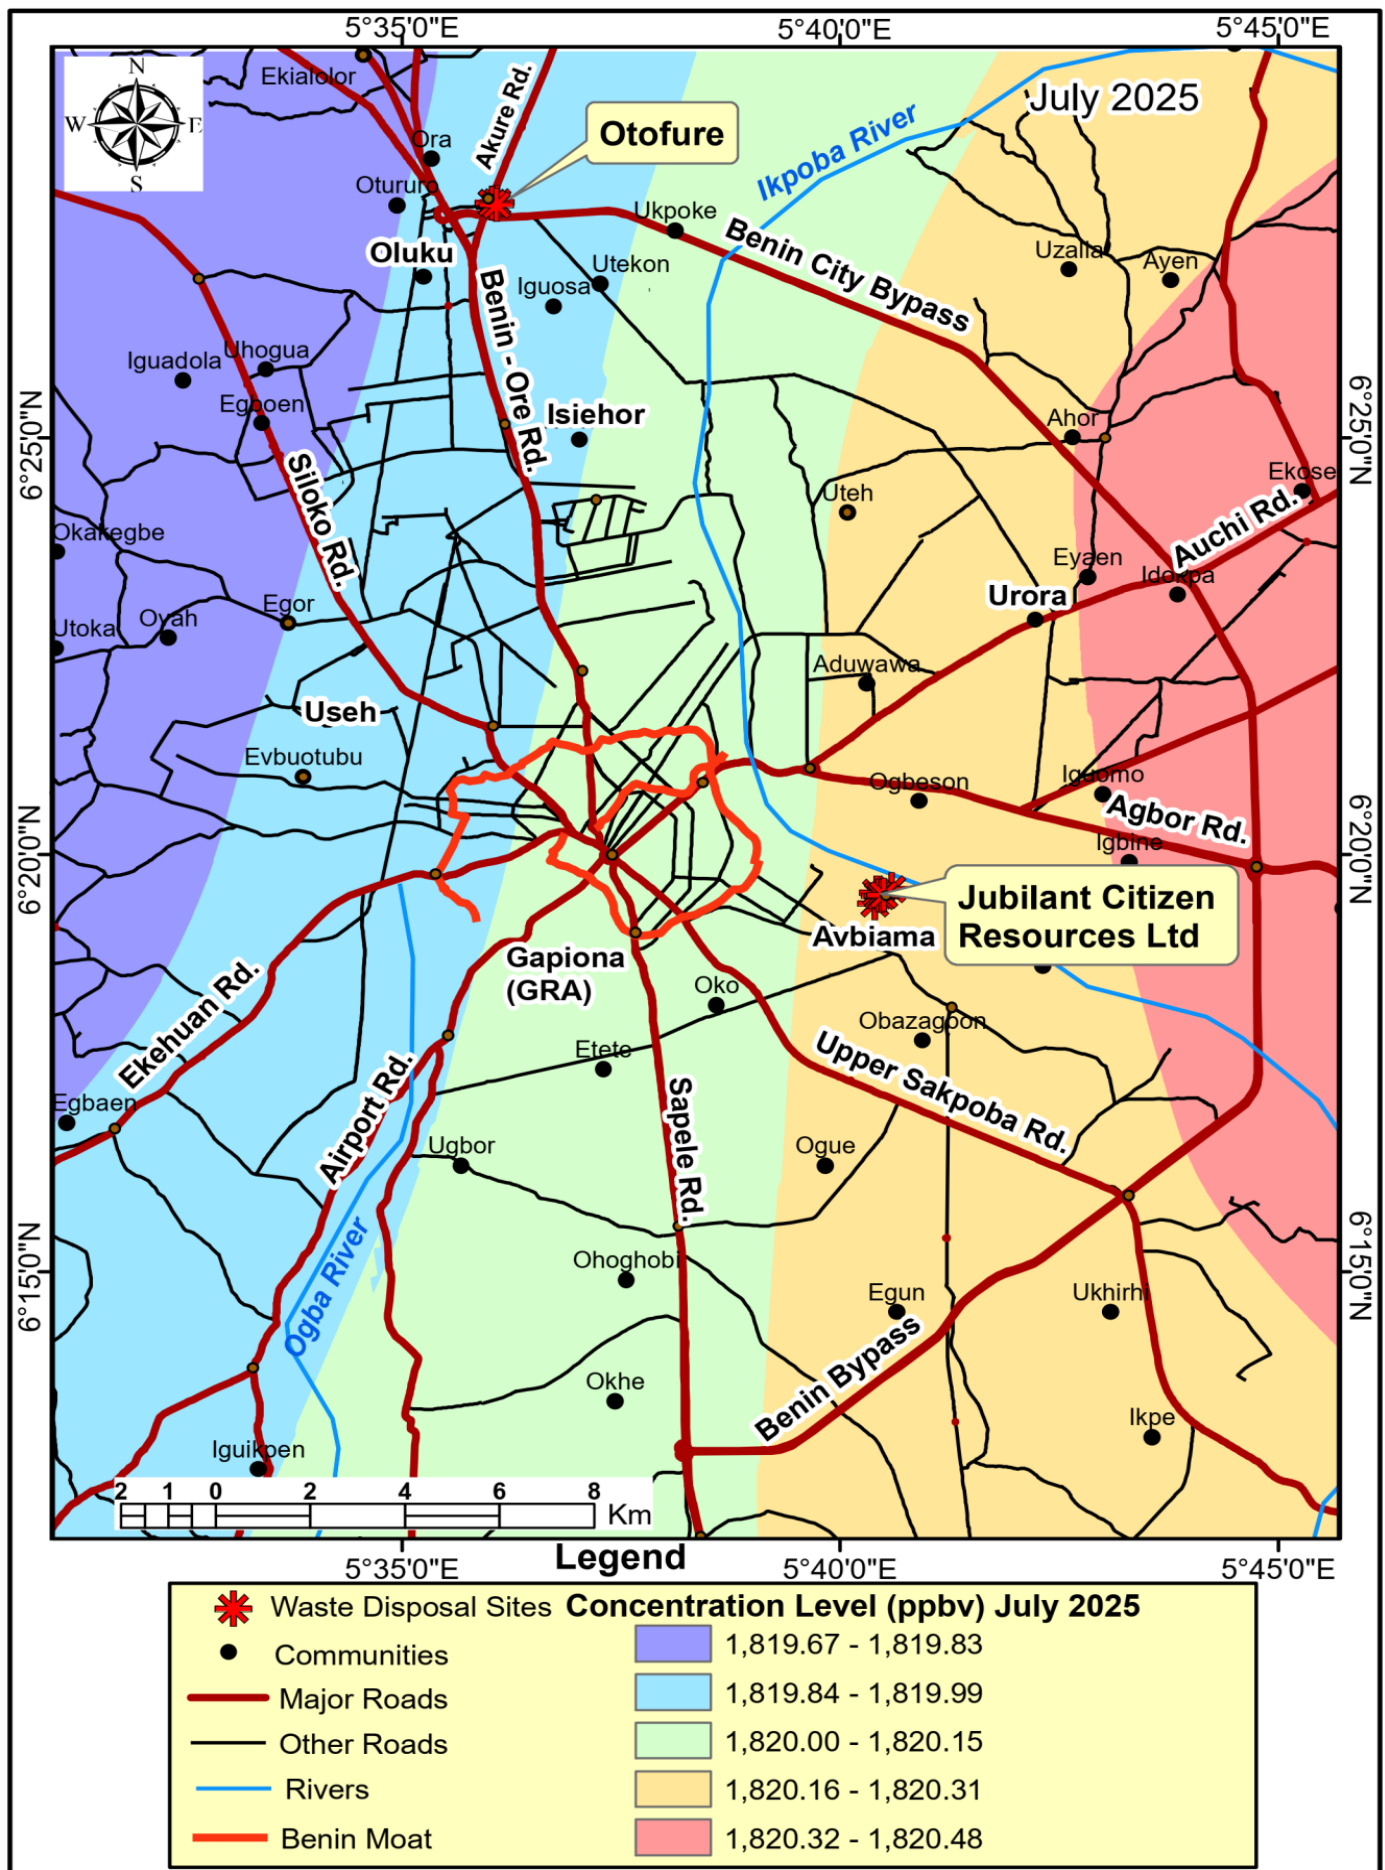 5°35'0"E
5°40'0"E
5°45'0"E
N
W
E
S
July 2025
Ekialolor
Akure Rd.
Otofure
Ora
Ikpoba River
Otururo
Ukpoke
Benin City Bypass
Oluku
Utekon
Iguosa
Uzalla
Ayen
Benin - Ore Rd.
Uhogua
Iguadola
Egboen
Isiehor
Ahor
6°25'0"N
6°25'0"N
Siloko Rd.
Ekose
Uteh
Auchi Rd.
Okakegbe
Eyaen
Idokpa
Egor
Urora
Oyah
Utoka
Aduwawa
Useh
Evbuotubu
Ogbeson
Iguomo
Agbor Rd.
Igbine
6°20'0"N
6°20'0"N
Jubilant Citizen
Resources Ltd
Avbiama
Gapiona
(GRA)
Oko
Ekehuan Rd.
Obazagbon
Etete
Upper Sakpoba Rd.
Airport Rd.
Sapele Rd.
Egbaen
Ugbor
Ogue
Ogba River
Ohoghobi
6°15'0"N
6°15'0"N
Egun
Ukhirhi
Benin Bypass
Okhe
Ikpe
Iguikpen
2 1 0 2 4 6 8
Km
5°35'0"E
5°40'0"E
5°45'0"E
Legend
Waste Disposal Sites
Communities
Major Roads
Other Roads
Rivers
Benin Moat
Concentration Level (ppbv) July 2025
1,819.67 - 1,819.83
1,819.84 - 1,819.99
1,820.00 - 1,820.15
1,820.16 - 1,820.31
1,820.32 - 1,820.48